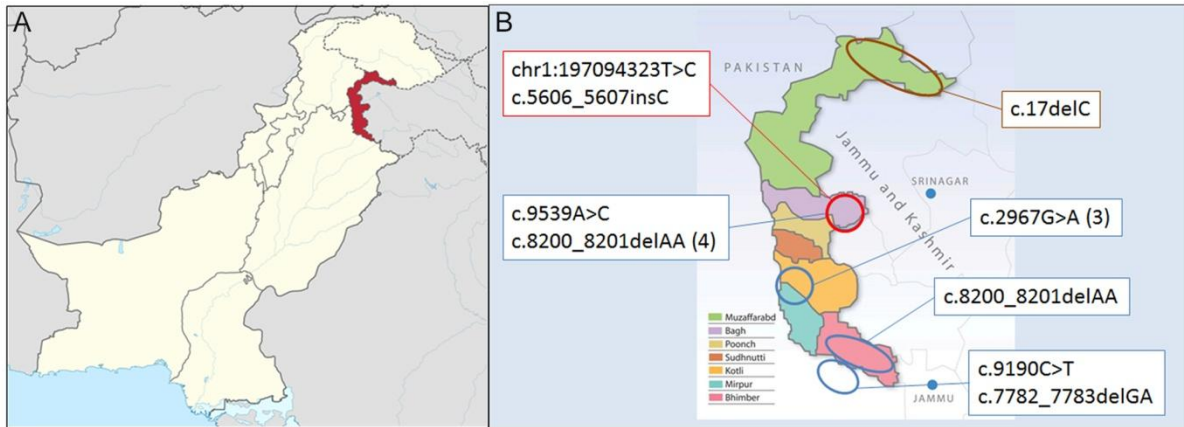 A
B
chr1:197094323T>C
c.5606_5607insC
PAKISTAN
c.17delC
Jammu and Kashmir
SRINAGAR
c.9539A>C
c.8200_8201delAA (4)
c.2967G>A (3)
c.8200_8201delAA
Muzaffarabd
Bagh
Poonch
Sudhnutti
Kotli
Mirpur
Bhimber
c.9190C>T
c.7782_7783delGA
JAMMU